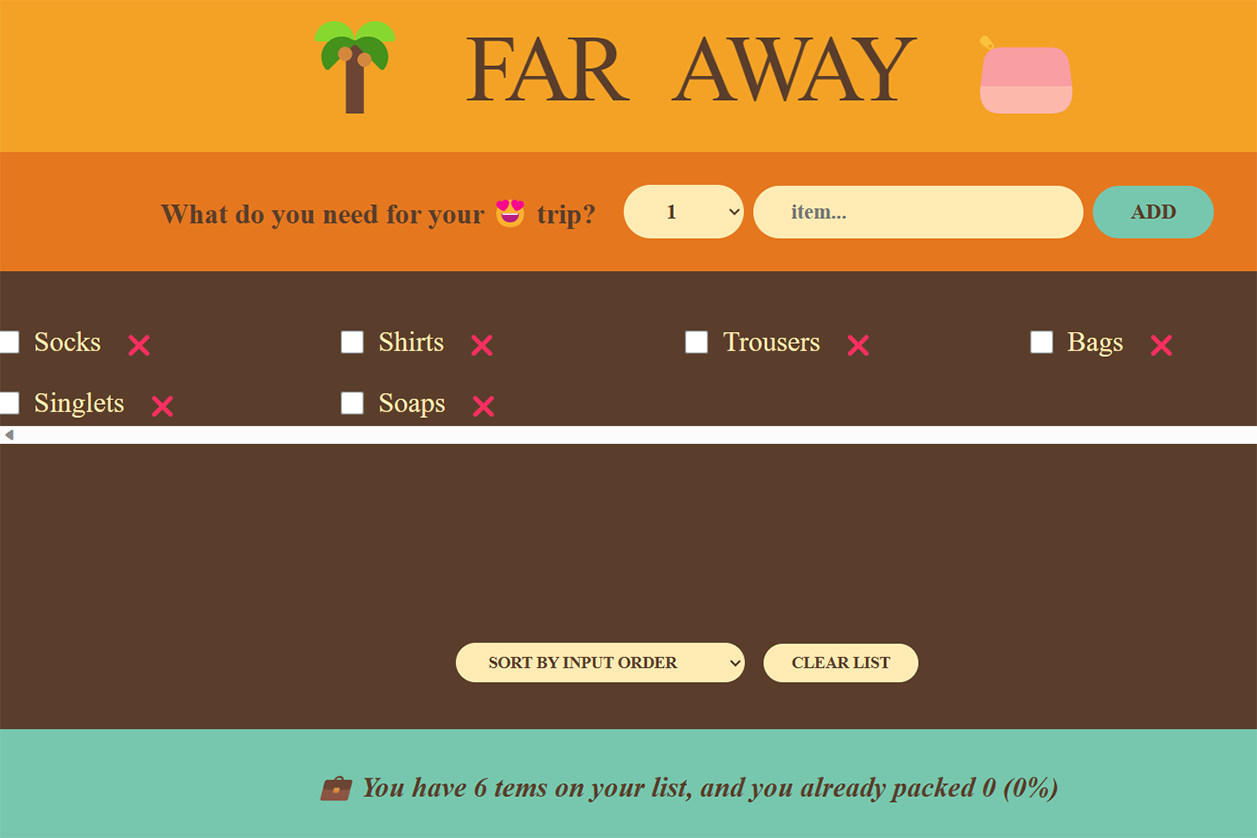 FAR AWAY
What do you need for your 😍 trip? 1 item... ADD
Socks ❌ Shirts ❌ Trousers ❌ Bags ❌
Singlets ❌ Soaps ❌
SORT BY INPUT ORDER CLEAR LIST
You have 6 tems on your list, and you already packed 0 (0%)